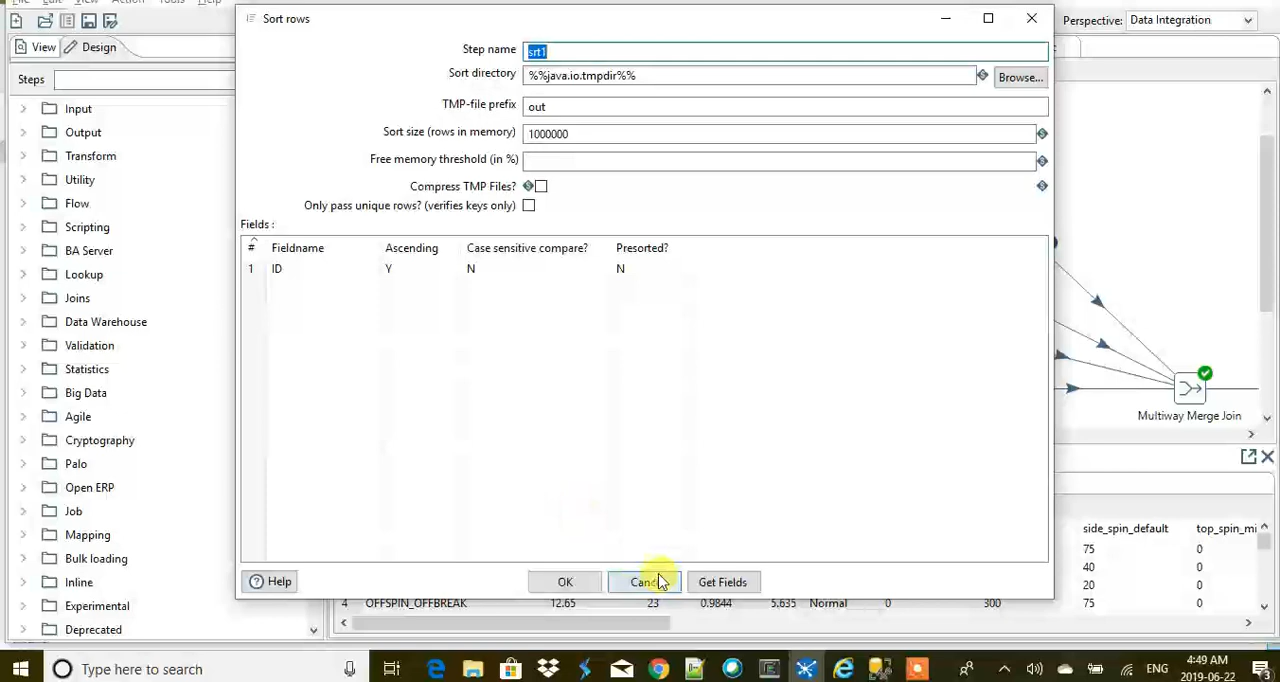 Sort rows
Perspective: Data Integration
View Design
Step name srt1
Sort directory %%java.io.tmpdir%% Browse...
Steps
TMP-file prefix out
Input
Output
Sort size (rows in memory) 1000000
Transform
Free memory threshold (in %)
Utility
Compress TMP Files?
Flow
Only pass unique rows? (verifies keys only)
Scripting
Fields :
BA Server
# Fieldname Ascending Case sensitive compare? Presorted?
1 ID Y N N
Lookup
Joins
Data Warehouse
Validation
Statistics
Big Data
Agile
Multiway Merge Join
Cryptography
Palo
Open ERP
Job
Mapping
side_spin_default top_spin_mi
75 0
Bulk loading
40 0
Inline
Help OK Get Fields
20 0
Experimental
4 OFFSPIN_OFFBREAK 12.65 23 0.9844 5.635 Normal 0 300 75 0
Deprecated
Type here to search
ENG
4:49 AM
2019-06-22
3